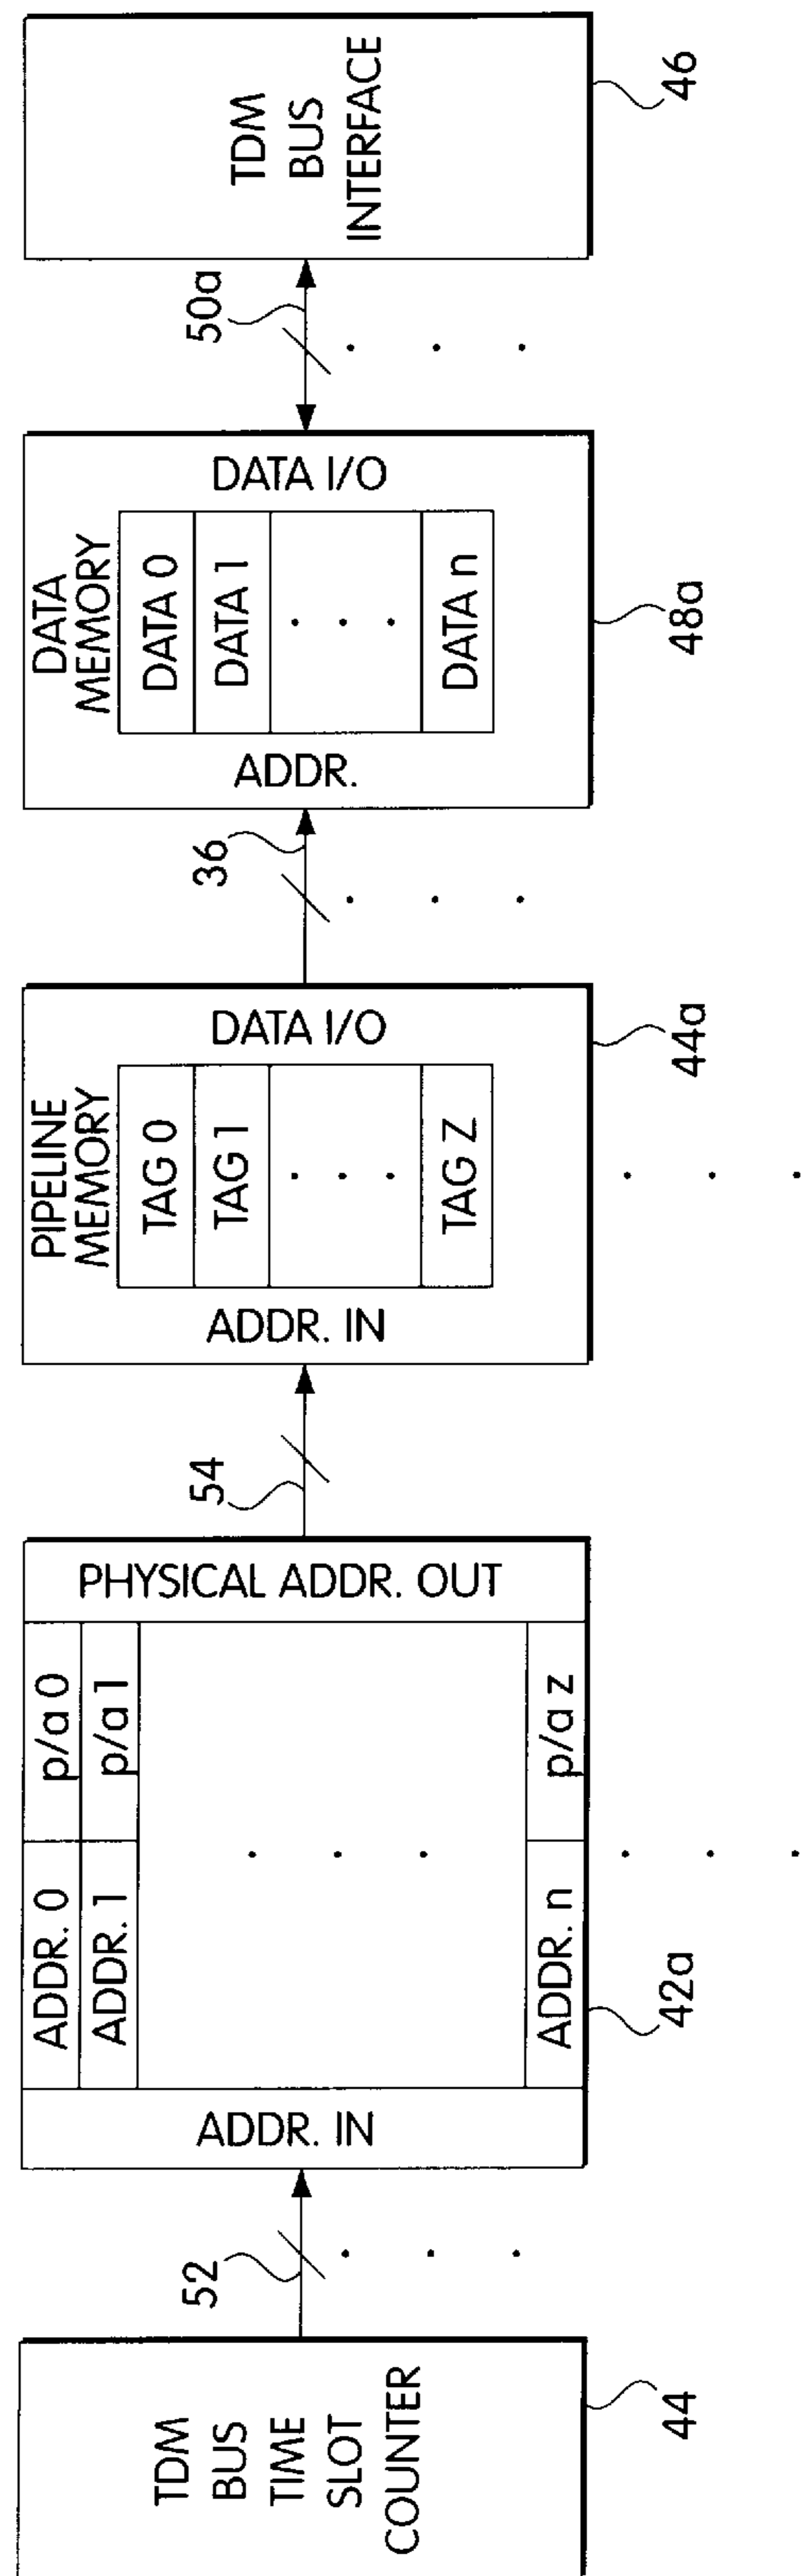 TDM
BUS
TIME
SLOT
COUNTER
44
52
ADDR. IN
ADDR. 0
p/a 0
ADDR. 1
p/a 1
ADDR. n
p/a z
PHYSICAL ADDR. OUT
42a
54
PIPELINE
MEMORY
ADDR. IN
TAG 0
TAG 1
TAG Z
DATA I/O
44a
36
DATA
MEMORY
ADDR.
DATA 0
DATA 1
DATA n
DATA I/O
48a
50a
TDM
BUS
INTERFACE
46